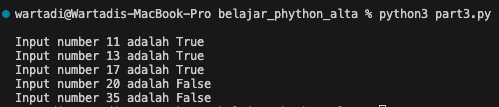 wartadi@Wartadis-MacBook-Pro belajar_phython_alta % python3 part3.py
Input number 11 adalah True
Input number 13 adalah True
Input number 17 adalah True
Input number 20 adalah False
Input number 35 adalah False